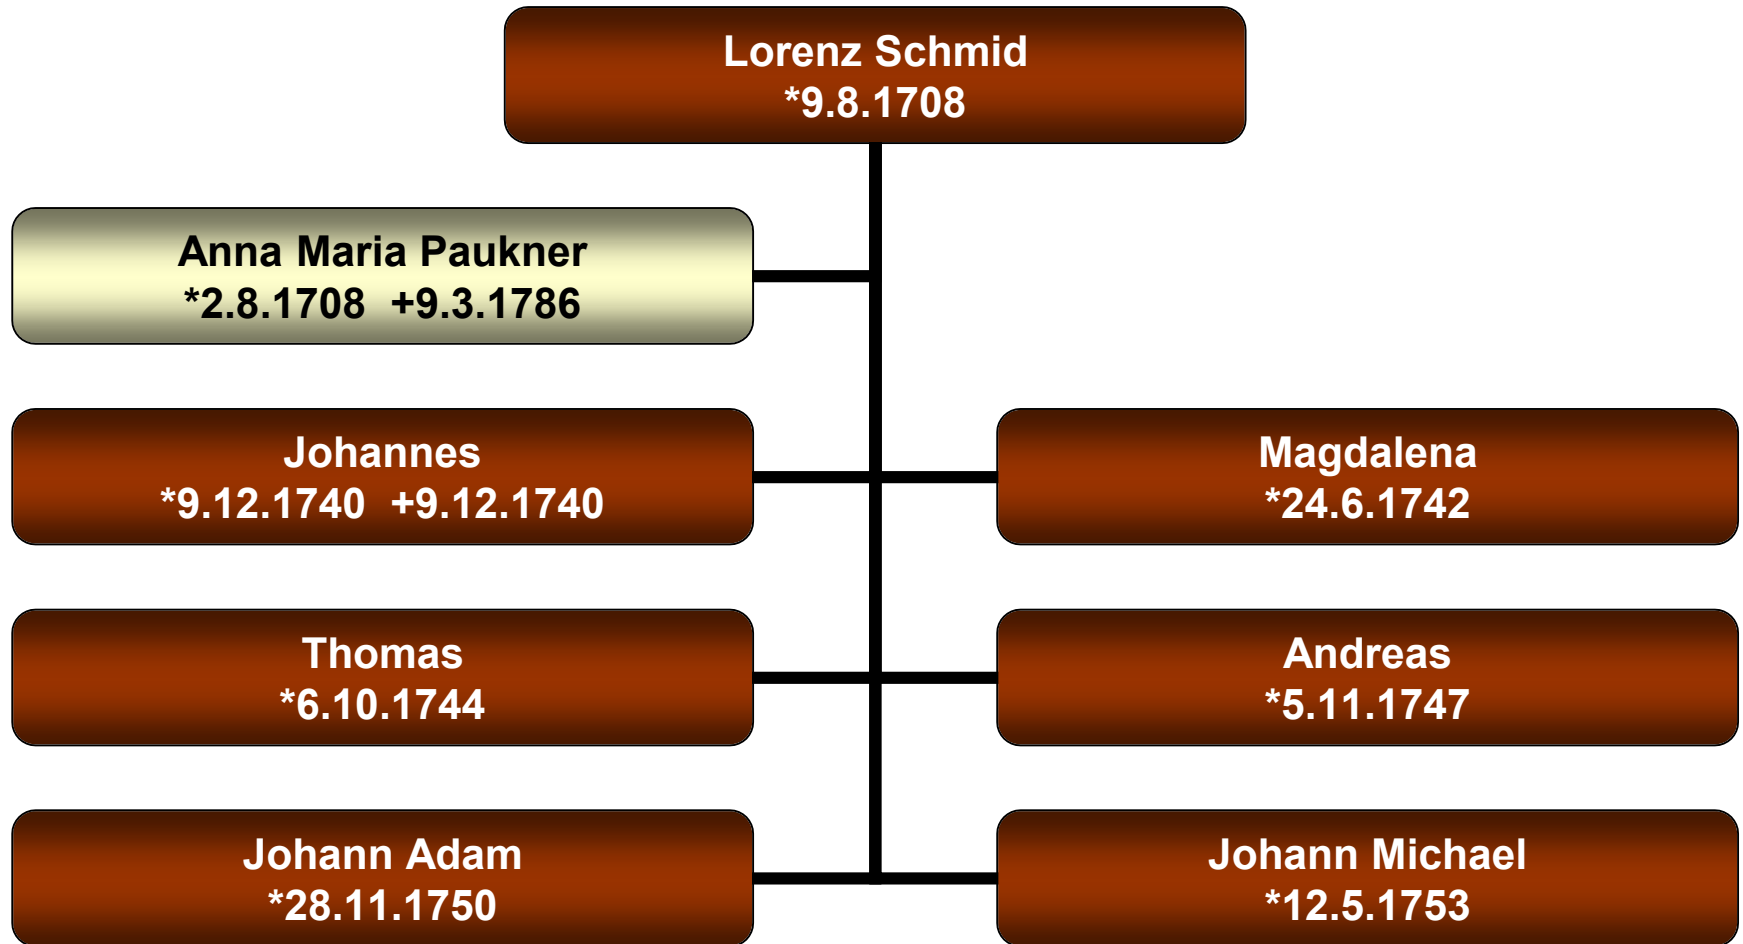 Lorenz Schmid
*9.8.1708
Anna Maria Paukner
*2.8.1708  +9.3.1786
Johannes
*9.12.1740  +9.12.1740
Magdalena
*24.6.1742
Thomas
*6.10.1744
Andreas
*5.11.1747
Johann Adam
*28.11.1750
Johann Michael
*12.5.1753